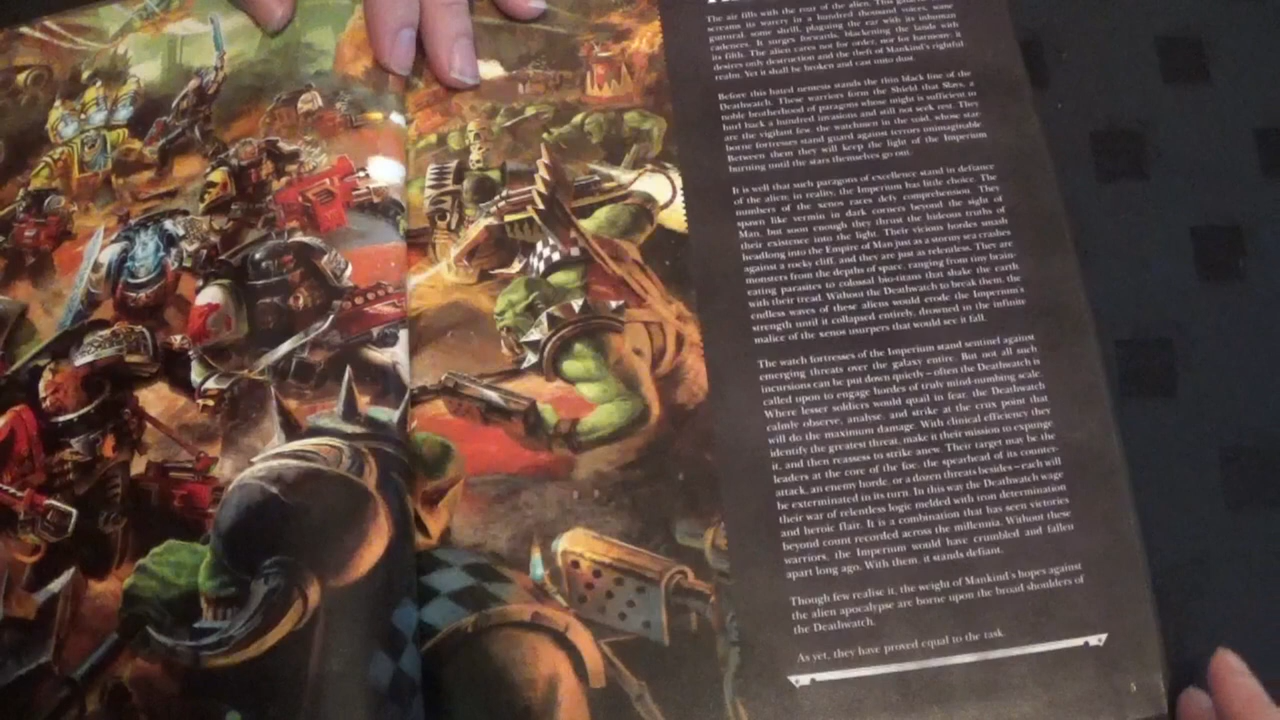 The air fills with the roar of the alien. This
screams its warcry in a hundred thousand voices, some
guttural, some shrill, plaguing the ear with its inhuman
cadences. It surges forwards, blackening the lands with
its filth. The alien cares not for order, nor for harmony; it
desires only destruction and the theft of Mankind's rightful
realm. Yet it shall be broken and cast unto dust.
Before this hated nemesis stands the thin black line of the
Deathwatch. These warriors form the Shield that Slays, a
noble brotherhood of paragons whose might is sufficient to
hurl back a hundred invasions and still not seek rest. They
are the vigilant few, the watchmen in the void, whose star-
borne fortresses stand guard against terrors unimaginable.
Between them they will keep the light of the Imperium
burning until the stars themselves go out.
It is well that such paragons of excellence stand in defiance
of the alien; in reality, the Imperium has little choice. The
numbers of the xenos races defy comprehension. They
spawn like vermin in dark corners beyond the sight of
Man, but soon enough they thrust the hideous truths of
their existence into the light. Their vicious hordes smash
headlong into the Empire of Man just as a stormy sea crashes
against a rocky cliff, and they are just as relentless. They are
monsters from the depths of space, ranging from tiny brain-
eating parasites to colossal bio-titans that shake the earth
with their tread. Without the Deathwatch to break them, the
endless waves of these aliens would erode the Imperium's
strength until it collapsed entirely, drowned in the infinite
malice of the xenos usurpers that would see it fall.
The watch fortresses of the Imperium stand sentinel against
emerging threats over the galaxy entire. But not all such
incursions can be put down quietly – often the Deathwatch is
called upon to engage hordes of truly mind-numbing scale.
Where lesser soldiers would quail in fear, the Deathwatch
calmly observe, analyse, and strike at the crux point that
will do the maximum damage. With clinical efficiency they
identify the greatest threat, make it their mission to expunge
it, and then reassess to strike anew. Their target may be the
leaders at the core of the foe, the spearhead of its counter-
attack, an enemy horde, or a dozen threats besides – each will
be exterminated in its turn. In this way the Deathwatch wage
their war of relentless logic melded with iron determination
and heroic flair. It is a combination that has seen victories
beyond count recorded across the millennia. Without these
warriors, the Imperium would have crumbled and fallen
apart long ago. With them, it stands defiant.
Though few realise it, the weight of Mankind's hopes against
the alien apocalypse are borne upon the broad shoulders of
the Deathwatch.
As yet, they have proved equal to the task.